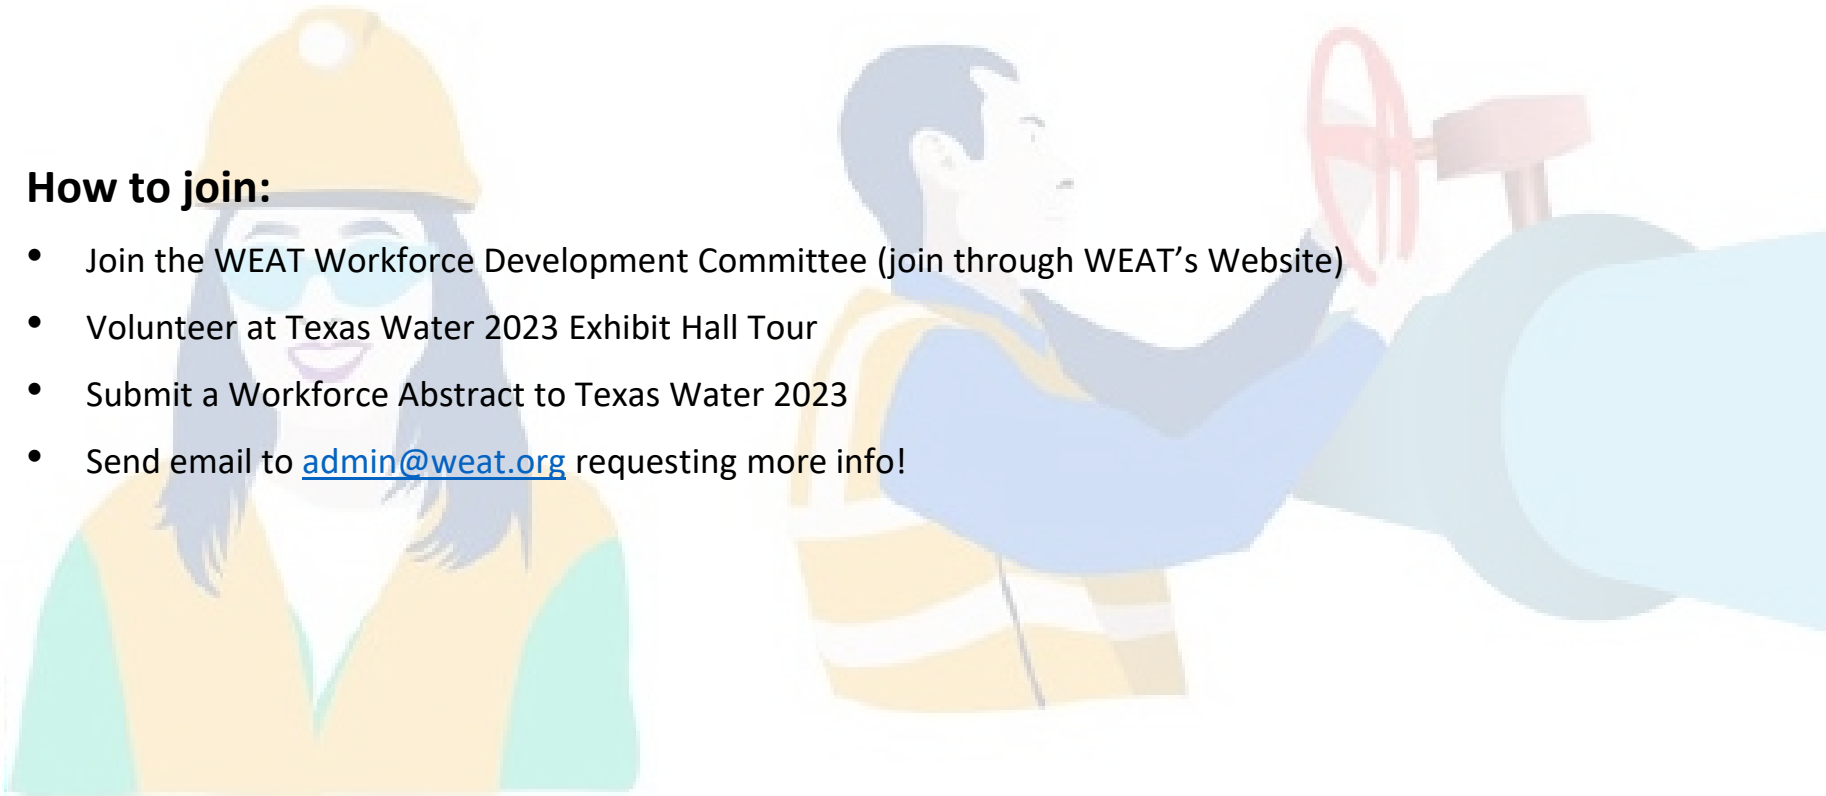 How to join:
• Join the WEAT Workforce Development Committee (join through WEAT’s Website)
• Volunteer at Texas Water 2023 Exhibit Hall Tour
• Submit a Workforce Abstract to Texas Water 2023
• Send email to admin@weat.org requesting more info!